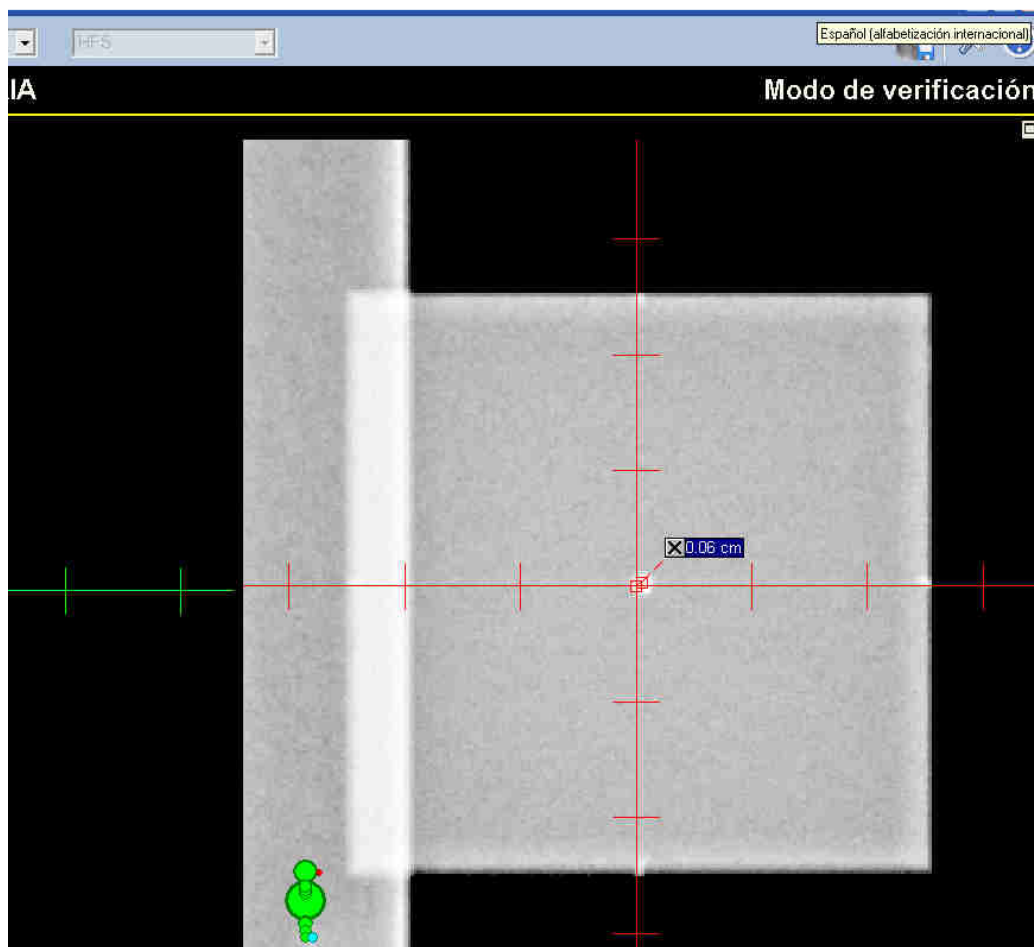 HFS
Español (alfabetización internacional)
IA
Modo de verificación
0.06 cm